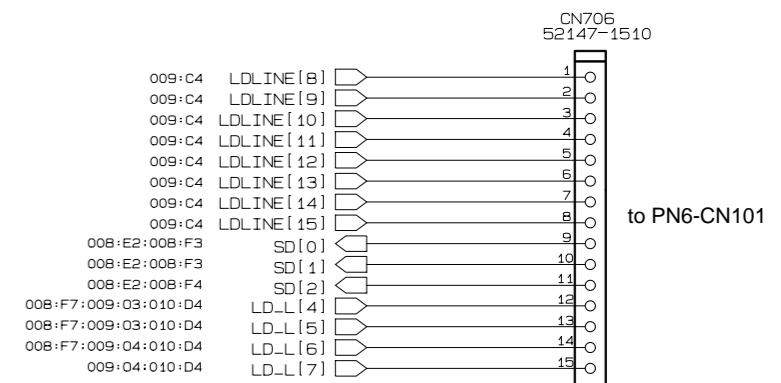 CN706
52147-1510
009:C4 LDLINE[8] 1
009:C4 LDLINE[9] 2
009:C4 LDLINE[10] 3
009:C4 LDLINE[11] 4
009:C4 LDLINE[12] 5
009:C4 LDLINE[13] 6
009:C4 LDLINE[14] 7
009:C4 LDLINE[15] 8
to PN6-CN101
008:E2:008:F3 SD[0] 9
008:E2:008:F3 SD[1] 10
008:E2:008:F4 SD[2] 11
008:F7:009:03:010:D4 LD_L[4] 12
008:F7:009:03:010:D4 LD_L[5] 13
008:F7:009:04:010:D4 LD_L[6] 14
009:04:010:D4 LD_L[7] 15